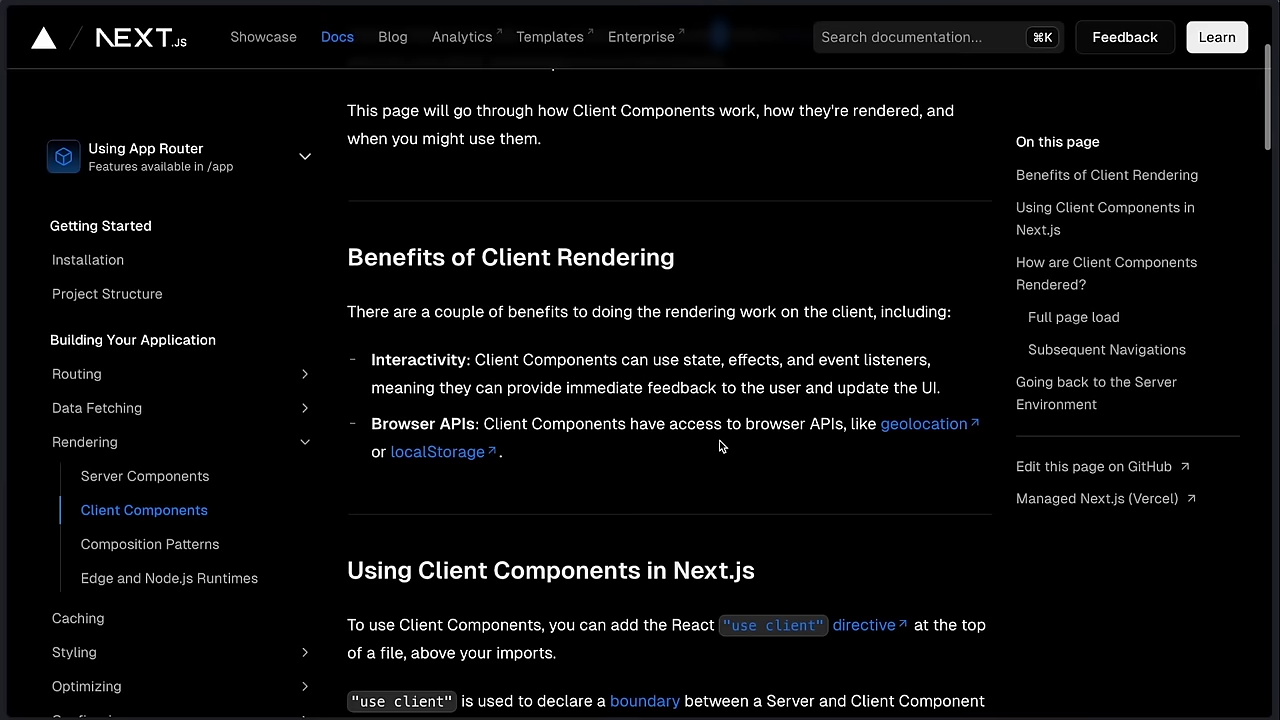 NEXT.JS
Showcase
Docs
Blog
Analytics
Templates
Enterprise
Search documentation...
⌘K
Feedback
Learn
Using App Router
Features available in /app
Getting Started
Installation
Project Structure
Building Your Application
Routing
Data Fetching
Rendering
Server Components
Client Components
Composition Patterns
Edge and Node.js Runtimes
Caching
Styling
Optimizing
This page will go through how Client Components work, how they're rendered, and
when you might use them.
Benefits of Client Rendering
There are a couple of benefits to doing the rendering work on the client, including:
- Interactivity: Client Components can use state, effects, and event listeners,
meaning they can provide immediate feedback to the user and update the UI.
- Browser APIs: Client Components have access to browser APIs, like geolocation↗
or localStorage↗.
Using Client Components in Next.js
To use Client Components, you can add the React "use client" directive↗ at the top
of a file, above your imports.
"use client" is used to declare a boundary between a Server and Client Component
On this page
Benefits of Client Rendering
Using Client Components in
Next.js
How are Client Components
Rendered?
Full page load
Subsequent Navigations
Going back to the Server
Environment
Edit this page on GitHub ↗
Managed Next.js (Vercel) ↗